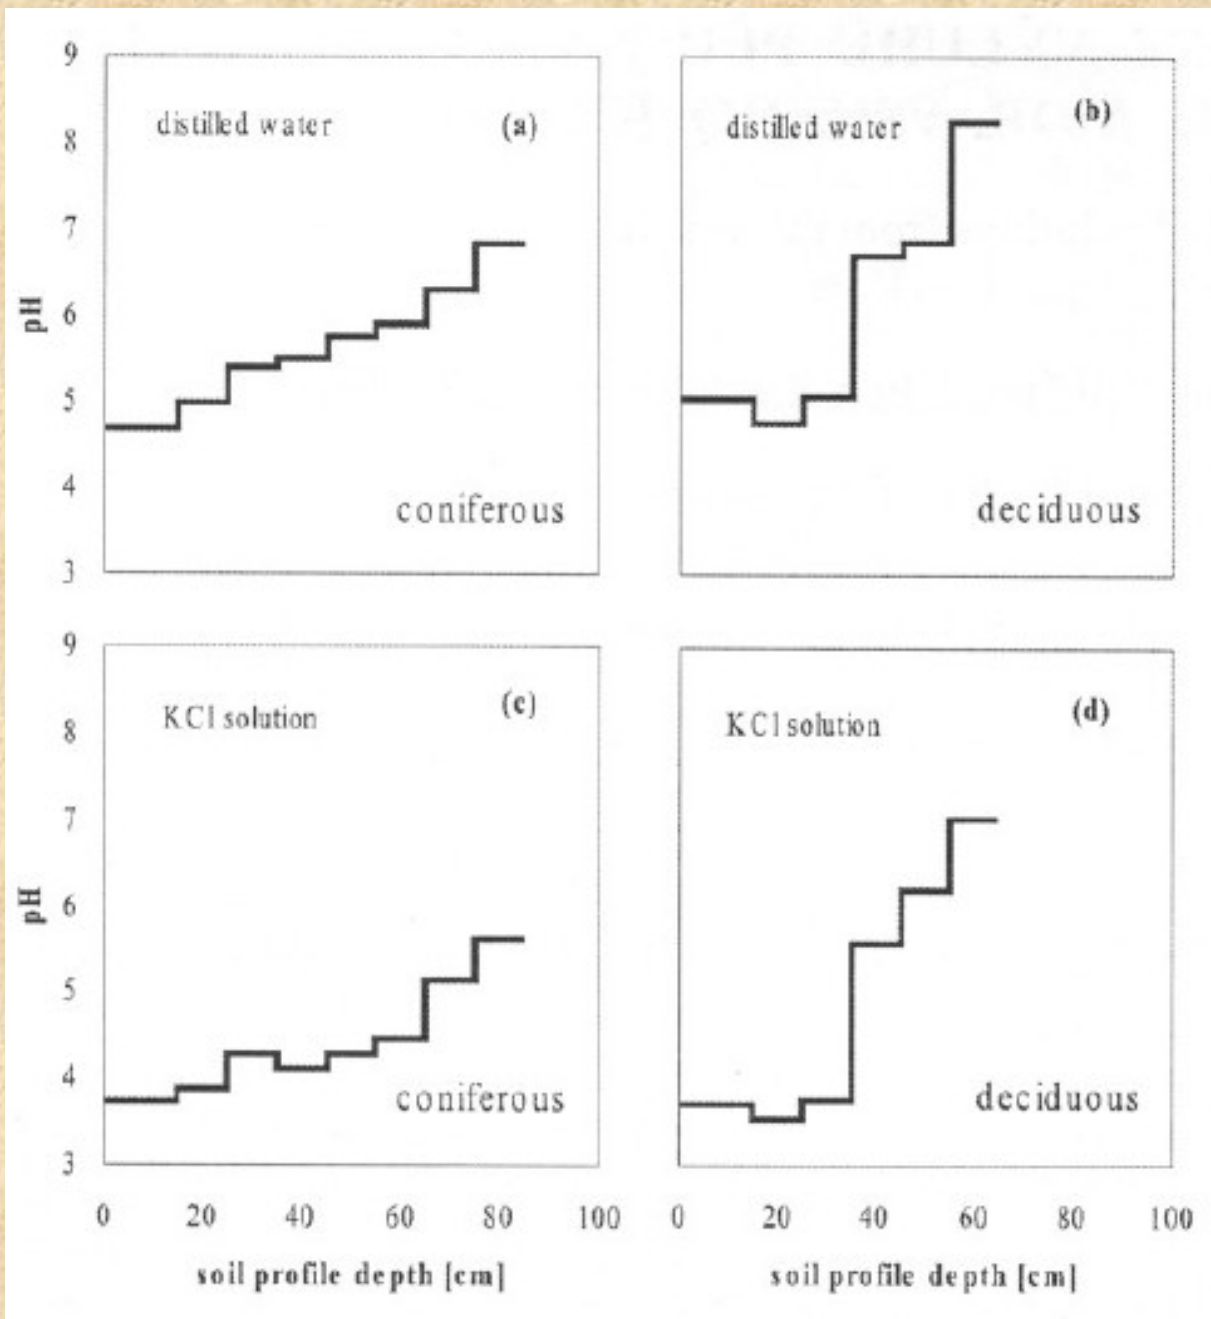 9
8
7
6
5
4
3
pH
distilled water (a)
coniferous
distilled water (b)
deciduous
9
8
7
6
5
4
3
pH
KCl solution (c)
coniferous
KCl solution (d)
deciduous
0 20 40 60 80 100
soil profile depth [cm]
0 20 40 60 80 100
soil profile depth [cm]